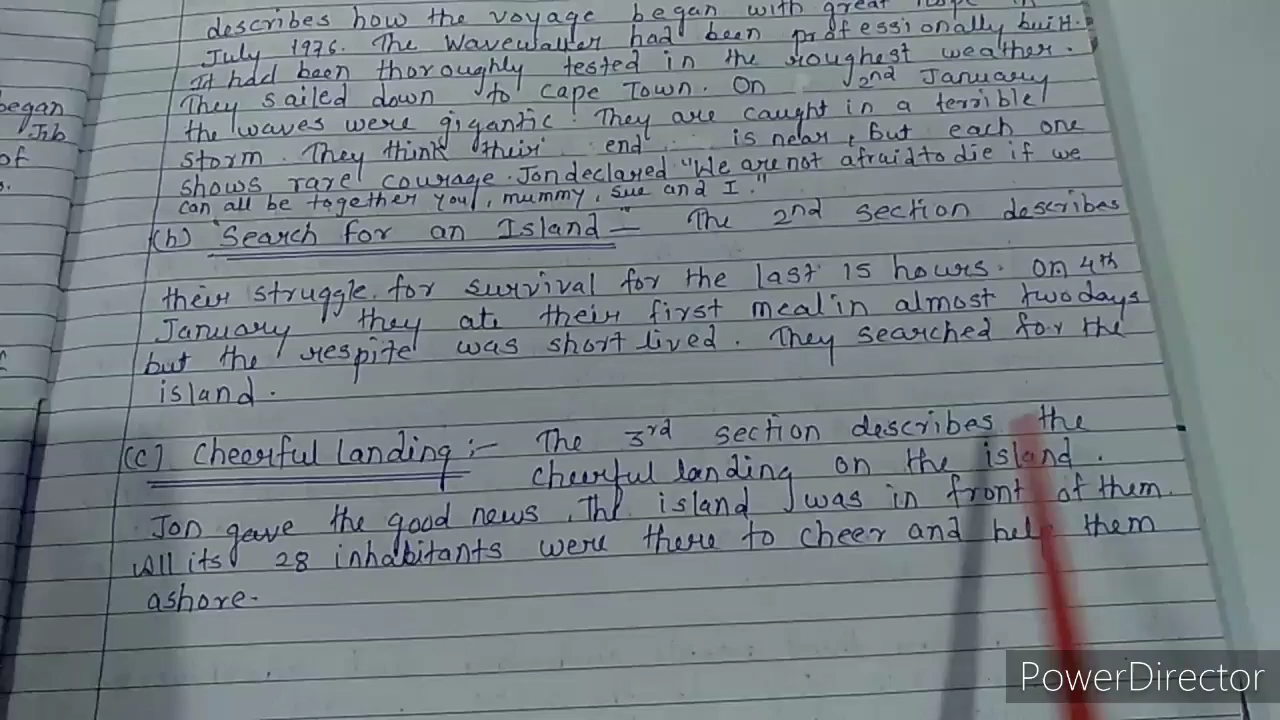 describes how the voyage began with great hope in
July 1976. The Wavewalker had been professionally built.
It had been thoroughly tested in the roughest weather.
They sailed down to Cape Town. On 2nd January
the waves were gigantic. They are caught in a terrible
storm. They think their end is near, but each one
shows rare courage. Jon declared "We are not afraid to die if we
can all be together you, mummy, sue and I."
(b) Search for an Island – The 2nd section describes
their struggle for survival for the last 15 hours. On 4th
January they ate their first meal in almost two days
but the respite was short lived. They searched for the
island.
(c) Cheerful Landing :- The 3rd section describes the
cheerful landing on the island.
Jon gave the good news. The island was in front of them.
All its 28 inhabitants were there to cheer and help them
ashore.
began
Jib
of
PowerDirector